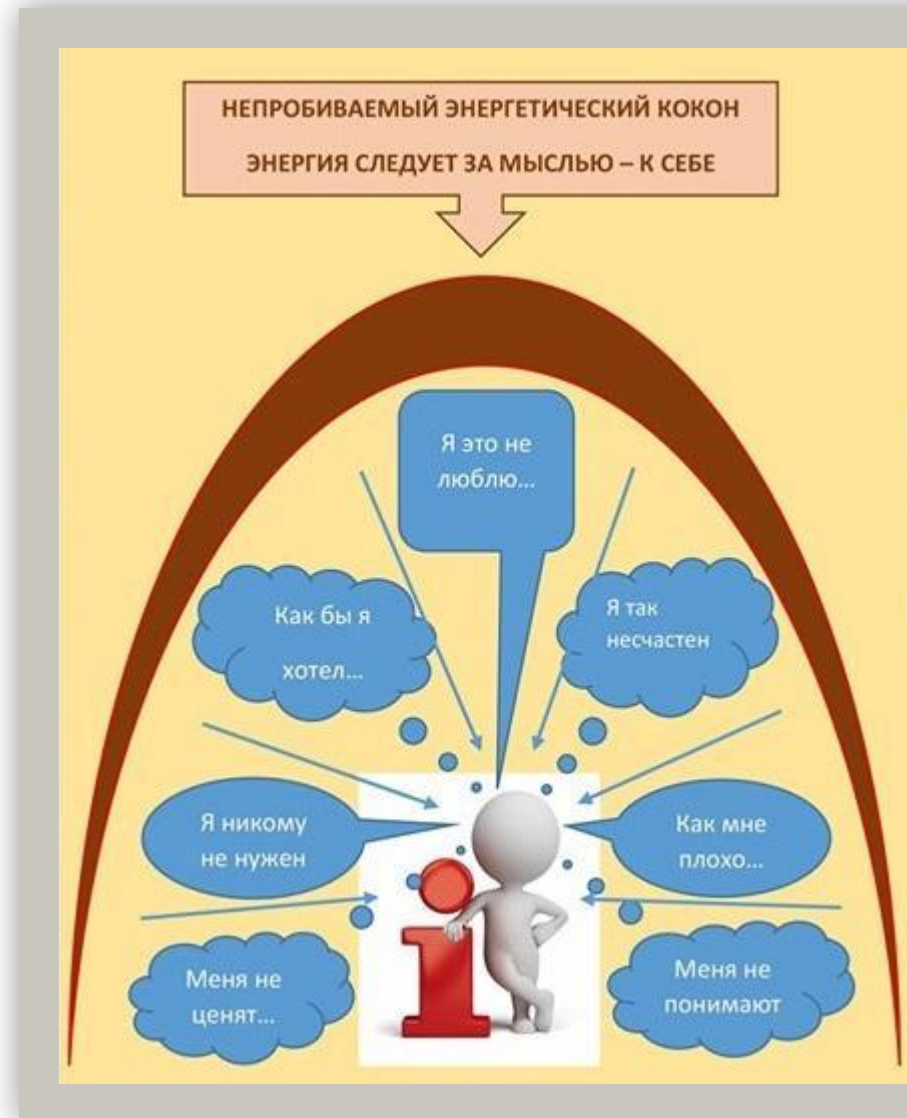 НЕПРОБИВАЕМЫЙ ЭНЕРГЕТИЧЕСКИЙ КОКОН
ЭНЕРГИЯ СЛЕДУЕТ ЗА МЫСЛЬЮ – К СЕБЕ
Я это не
люблю...
Как бы я
хотел...
Я так
несчастен
Я никому
не нужен
Как мне
плохо...
Меня не
ценят...
Меня не
понимают
i